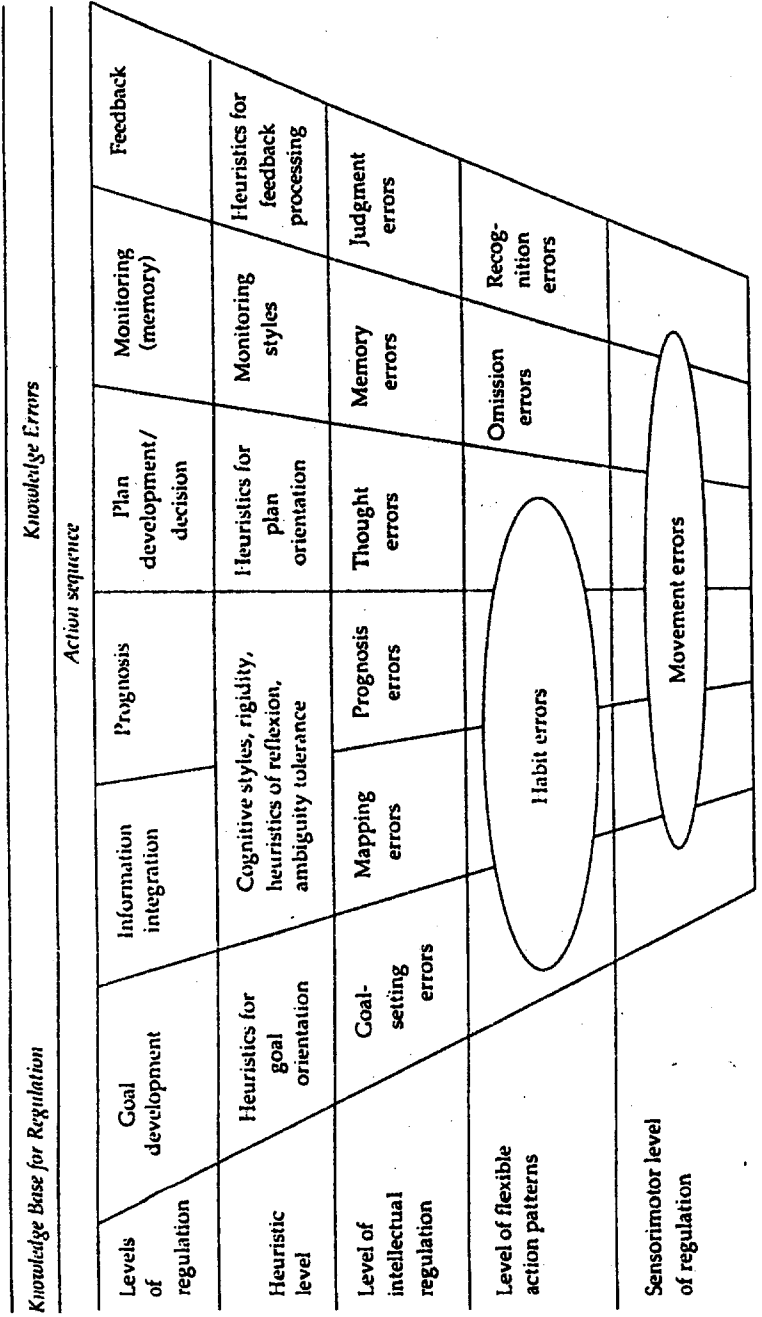 Knowledge Base for Regulation
Knowledge Errors
Action sequence
Levels
of
regulation
Goal
development
Information
integration
Prognosis
Plan
development/
decision
Monitoring
(memory)
Feedback
Heuristic
level
Heuristics for
goal
orientation
Cognitive styles, rigidity,
heuristics of reflexion,
ambiguity tolerance
Heuristics for
plan
orientation
Monitoring
styles
Heuristics for
feedback
processing
Level of
intellectual
regulation
Goal-
setting
errors
Mapping
errors
Prognosis
errors
Thought
errors
Memory
errors
Judgment
errors
Level of flexible
action patterns
Habit errors
Omission
errors
Recog-
nition
errors
Sensorimotor level
of regulation
Movement errors